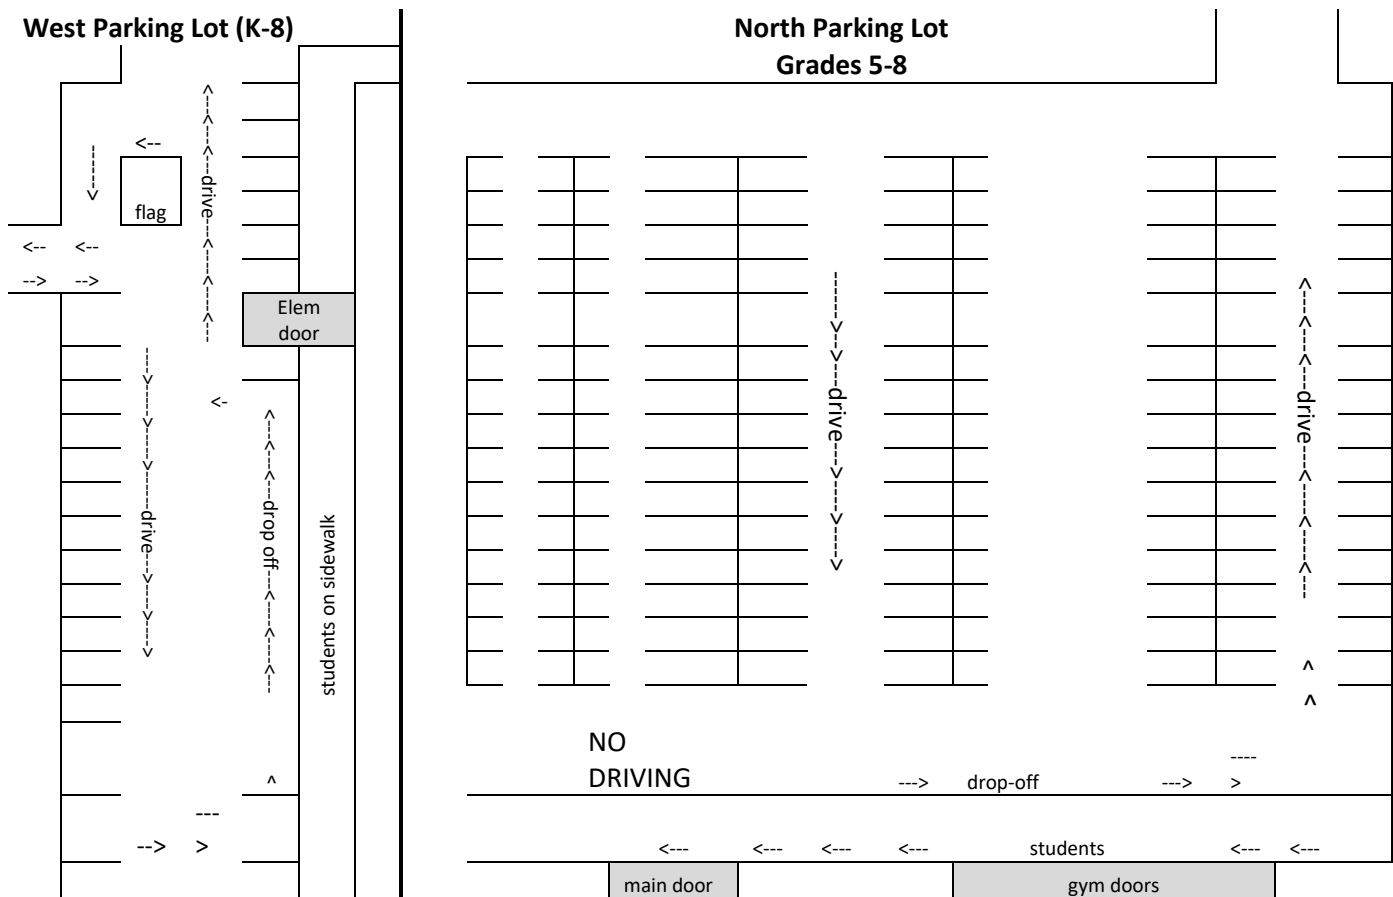 West Parking Lot (K-8)
North Parking Lot
Grades 5-8
<--
flag
<-- <--
--> -->
<----<----<----drive----<----<----<----
Elem
door
---->---->---->----drive---->---->---->
<-
<----<----<----drop off----<----<----<----
students on sidewalk
----->---->---->----drive---->---->---->
<----<----<----drive----<----<----<----
^
^
NO
DRIVING
---> drop-off ---> ----
>
^
---
--> >
<--- <--- <--- <--- students <--- <---
main door
gym doors